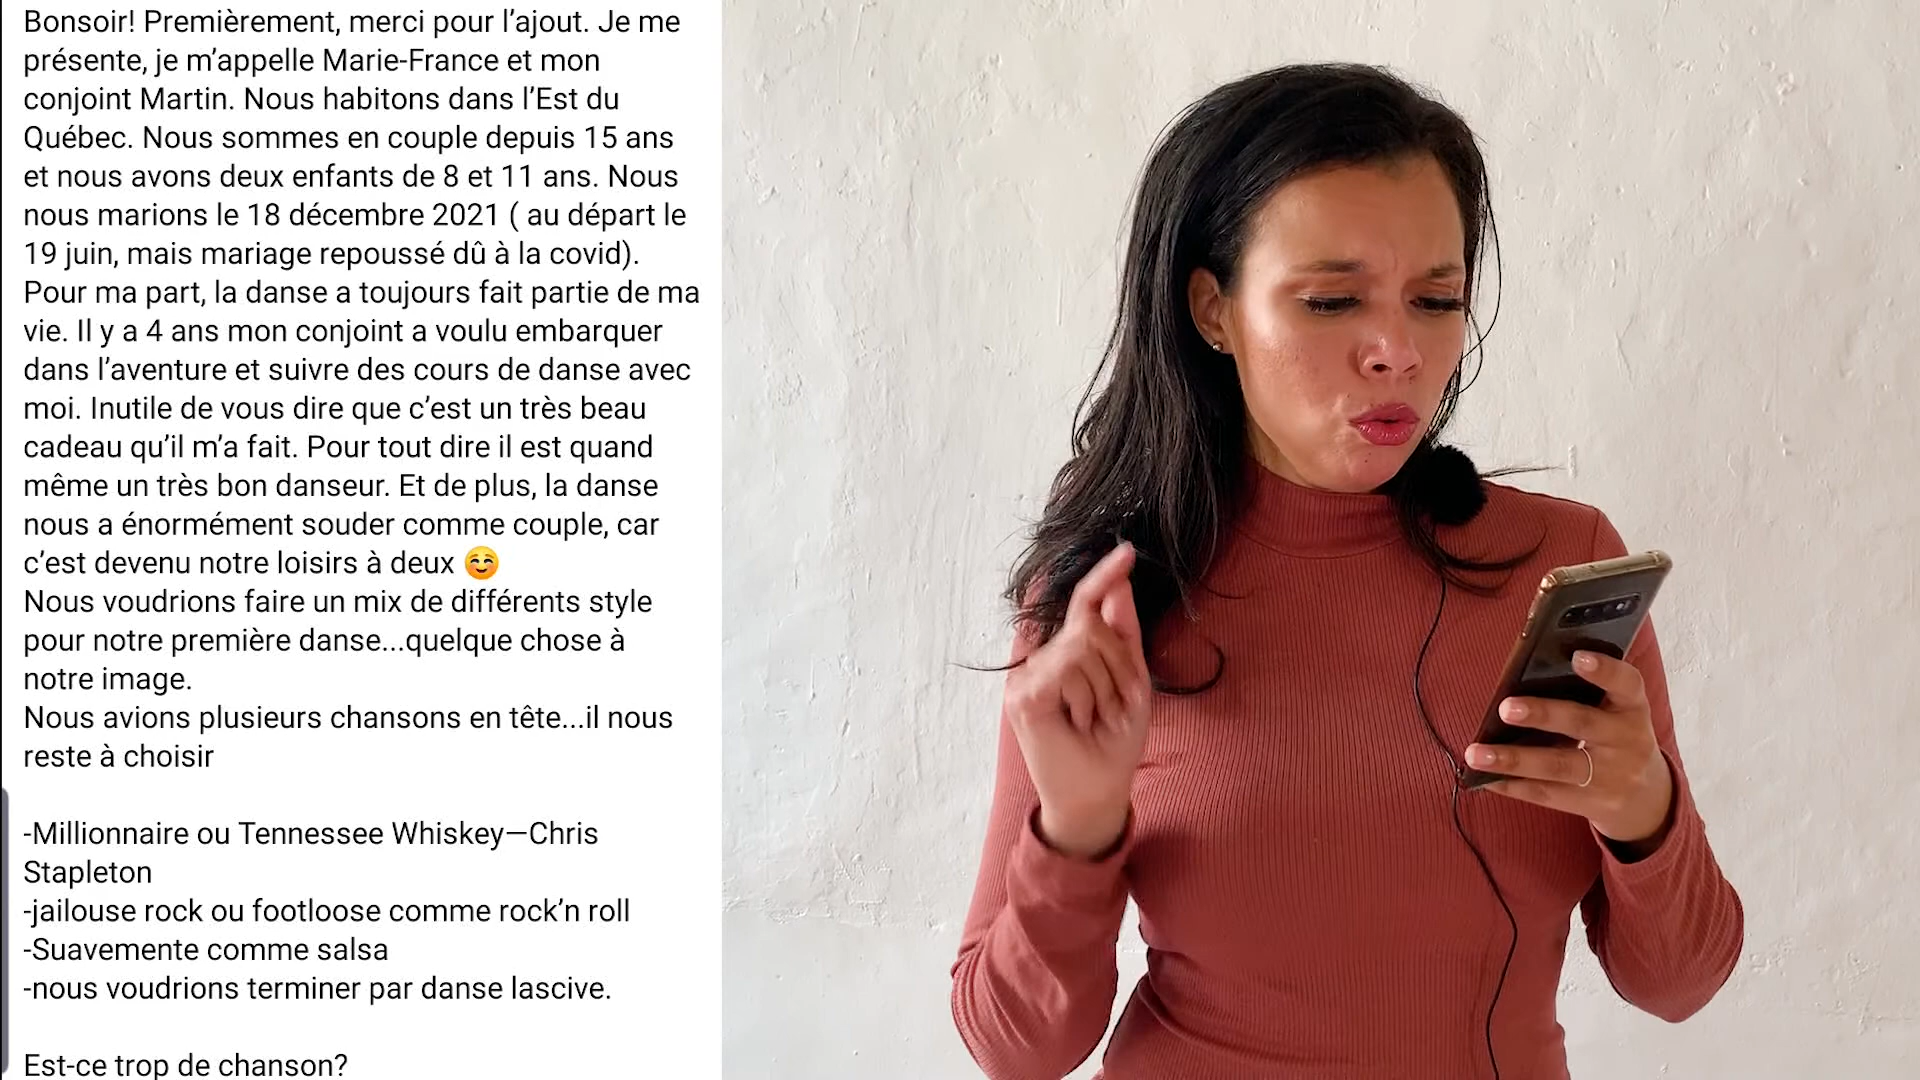 Bonsoir! Premièrement, merci pour l’ajout. Je me
présente, je m’appelle Marie-France et mon
conjoint Martin. Nous habitons dans l’Est du
Québec. Nous sommes en couple depuis 15 ans
et nous avons deux enfants de 8 et 11 ans. Nous
nous marions le 18 décembre 2021 ( au départ le
19 juin, mais mariage repoussé dû à la covid).
Pour ma part, la danse a toujours fait partie de ma
vie. Il y a 4 ans mon conjoint a voulu embarquer
dans l’aventure et suivre des cours de danse avec
moi. Inutile de vous dire que c’est un très beau
cadeau qu’il m’a fait. Pour tout dire il est quand
même un très bon danseur. Et de plus, la danse
nous a énormément souder comme couple, car
c’est devenu notre loisirs à deux ☺️
Nous voudrions faire un mix de différents style
pour notre première danse...quelque chose à
notre image.
Nous avions plusieurs chansons en tête...il nous
reste à choisir
-Millionnaire ou Tennessee Whiskey—Chris
Stapleton
-jailouse rock ou footloose comme rock’n roll
-Suavemente comme salsa
-nous voudrions terminer par danse lascive.
Est-ce trop de chanson?